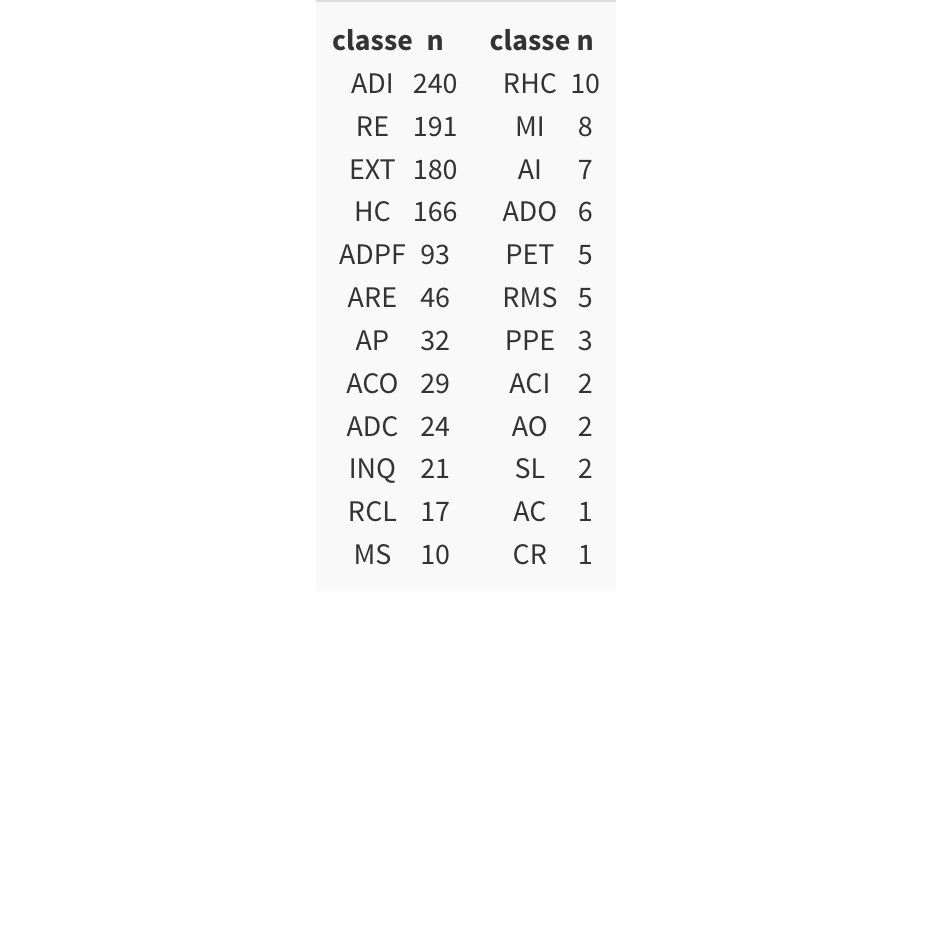 classe n classe n
ADI 240 RHC 10
RE 191 MI 8
EXT 180 AI 7
HC 166 ADO 6
ADPF 93 PET 5
ARE 46 RMS 5
AP 32 PPE 3
ACO 29 ACI 2
ADC 24 AO 2
INQ 21 SL 2
RCL 17 AC 1
MS 10 CR 1